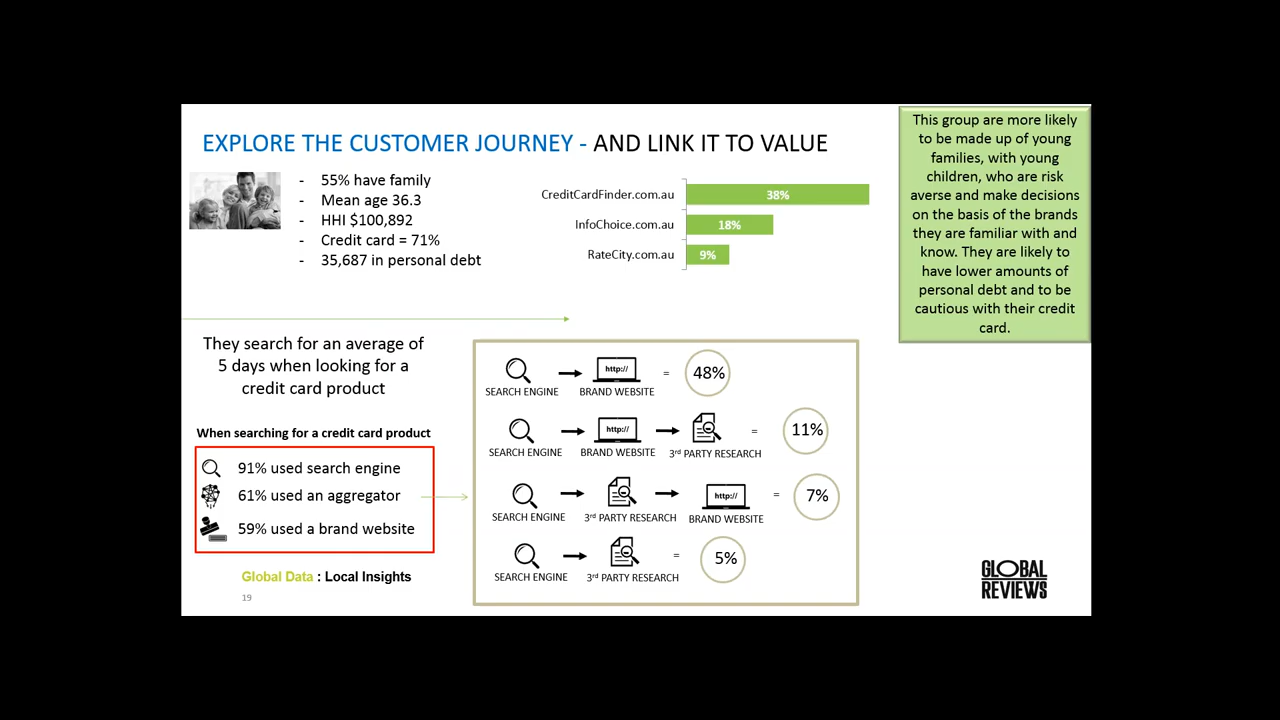 EXPLORE THE CUSTOMER JOURNEY - AND LINK IT TO VALUE
- 55% have family
- Mean age 36.3
- HHI $100,892
- Credit card = 71%
- 35,687 in personal debt
CreditCardFinder.com.au 38%
InfoChoice.com.au 18%
RateCity.com.au 9%
This group are more likely
to be made up of young
families, with young
children, who are risk
averse and make decisions
on the basis of the brands
they are familiar with and
know. They are likely to
have lower amounts of
personal debt and to be
cautious with their credit
card.
They search for an average of
5 days when looking for a
credit card product
When searching for a credit card product
91% used search engine
61% used an aggregator
59% used a brand website
http:// = 48%
SEARCH ENGINE BRAND WEBSITE
http:// = 11%
SEARCH ENGINE BRAND WEBSITE 3rd PARTY RESEARCH
http:// = 7%
SEARCH ENGINE 3rd PARTY RESEARCH BRAND WEBSITE
= 5%
SEARCH ENGINE 3rd PARTY RESEARCH
Global Data : Local Insights
19
GLOBAL
REVIEWS